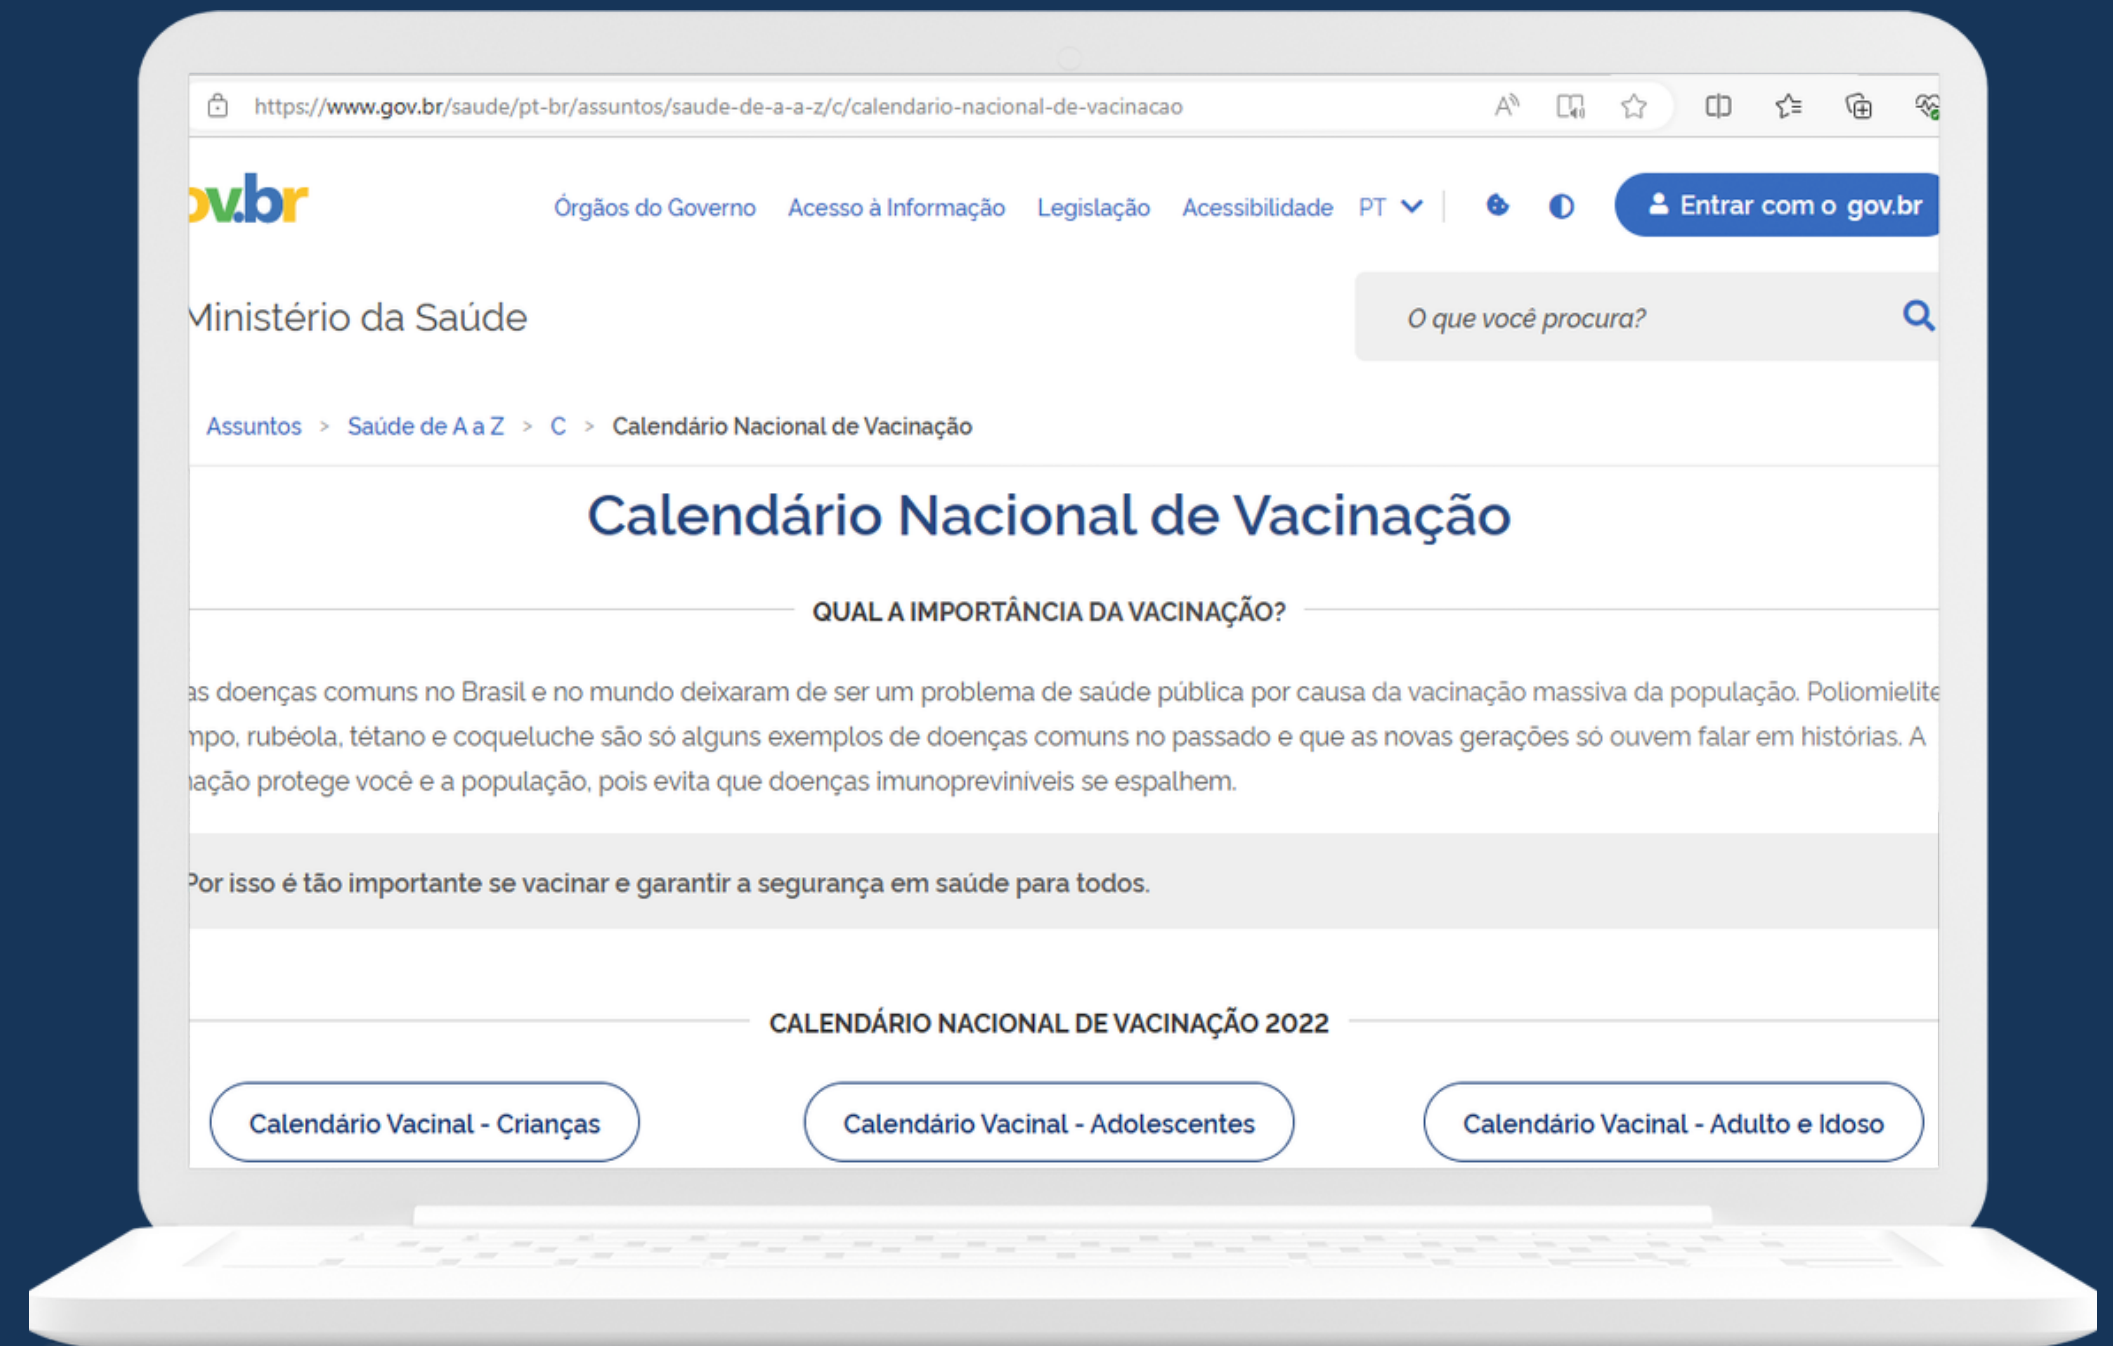 https://www.gov.br/saude/pt-br/assuntos/saude-de-a-a-z/c/calendario-nacional-de-vacinacao
ov.br Órgãos do Governo Acesso à Informação Legislação Acessibilidade PT Entrar com o gov.br
Ministério da Saúde O que você procura?
Assuntos > Saúde de A a Z > C > Calendário Nacional de Vacinação
Calendário Nacional de Vacinação
QUAL A IMPORTÂNCIA DA VACINAÇÃO?
as doenças comuns no Brasil e no mundo deixaram de ser um problema de saúde pública por causa da vacinação massiva da população. Poliomielite
mpo, rubéola, tétano e coqueluche são só alguns exemplos de doenças comuns no passado e que as novas gerações só ouvem falar em histórias. A
nação protege você e a população, pois evita que doenças imunopreviníveis se espalhem.
Por isso é tão importante se vacinar e garantir a segurança em saúde para todos.
CALENDÁRIO NACIONAL DE VACINAÇÃO 2022
Calendário Vacinal - Crianças Calendário Vacinal - Adolescentes Calendário Vacinal - Adulto e Idoso